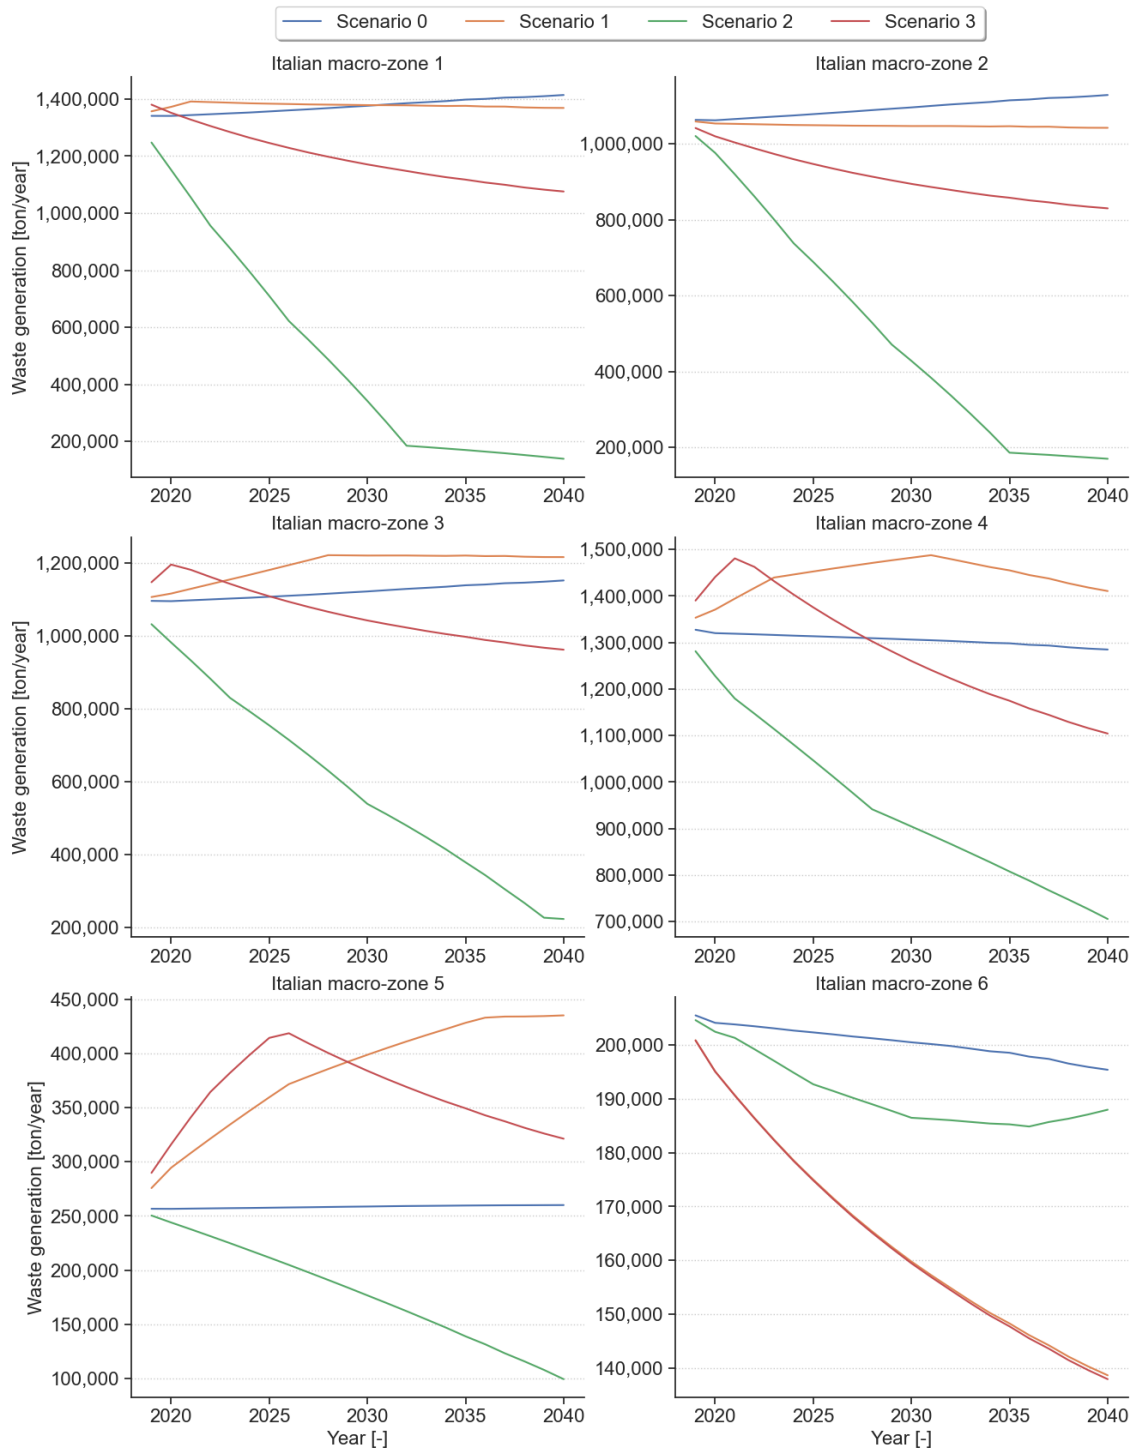 Scenario 0 Scenario 1 Scenario 2 Scenario 3
Italian macro-zone 1
Waste generation [ton/year]
1,400,000
1,200,000
1,000,000
800,000
600,000
400,000
200,000
2020 2025 2030 2035 2040
Italian macro-zone 2
1,000,000
800,000
600,000
400,000
200,000
2020 2025 2030 2035 2040
Italian macro-zone 3
Waste generation [ton/year]
1,200,000
1,000,000
800,000
600,000
400,000
200,000
2020 2025 2030 2035 2040
Italian macro-zone 4
1,500,000
1,400,000
1,300,000
1,200,000
1,100,000
1,000,000
900,000
800,000
700,000
2020 2025 2030 2035 2040
Italian macro-zone 5
Waste generation [ton/year]
450,000
400,000
350,000
300,000
250,000
200,000
150,000
100,000
2020 2025 2030 2035 2040
Year [-]
Italian macro-zone 6
200,000
190,000
180,000
170,000
160,000
150,000
140,000
2020 2025 2030 2035 2040
Year [-]